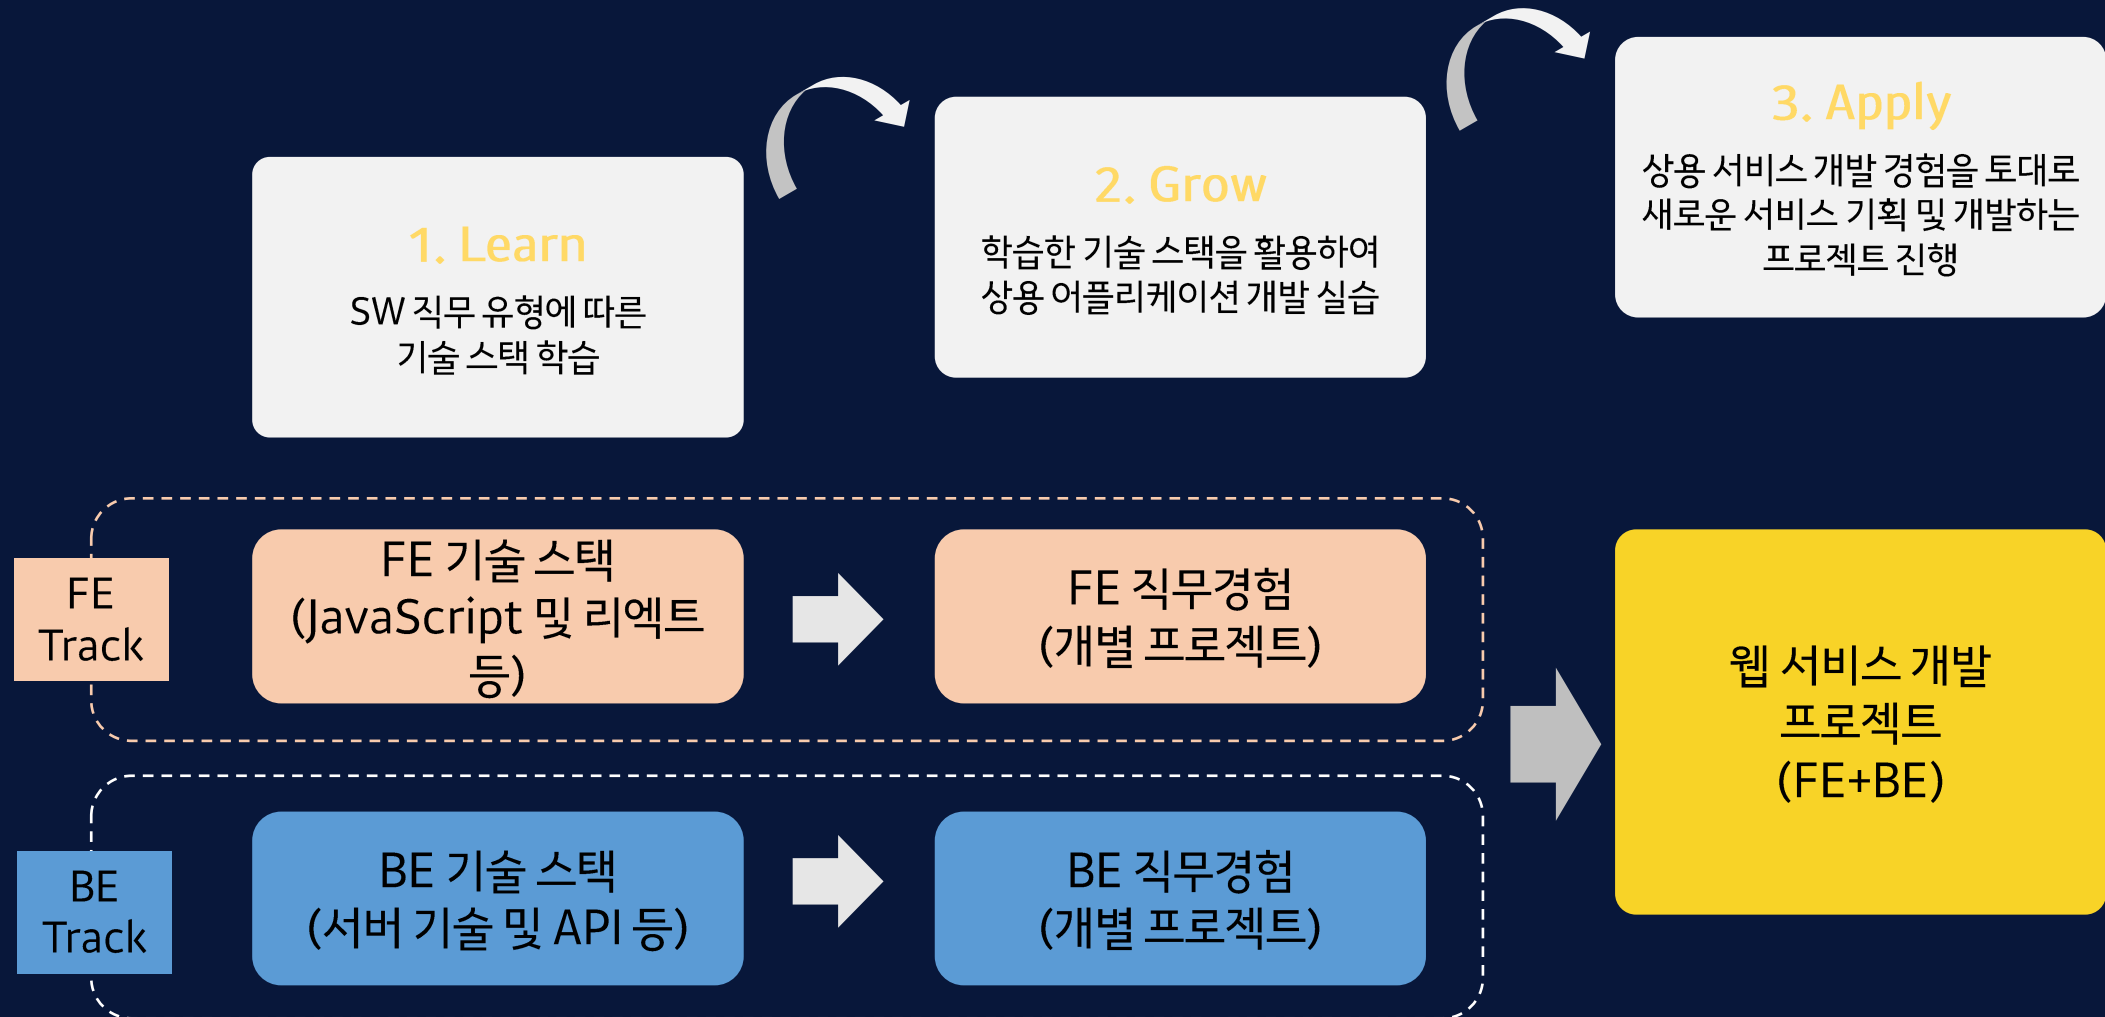 1. Learn
SW 직무 유형에 따른
기술 스택 학습
2. Grow
학습한 기술 스택을 활용하여
상용 어플리케이션 개발 실습
3. Apply
상용 서비스 개발 경험을 토대로
새로운 서비스 기획 및 개발하는
프로젝트 진행
FE
Track
FE 기술 스택
(JavaScript 및 리엑트
등)
FE 직무경험
(개별 프로젝트)
BE
Track
BE 기술 스택
(서버 기술 및 API 등)
BE 직무경험
(개별 프로젝트)
웹 서비스 개발
프로젝트
(FE+BE)